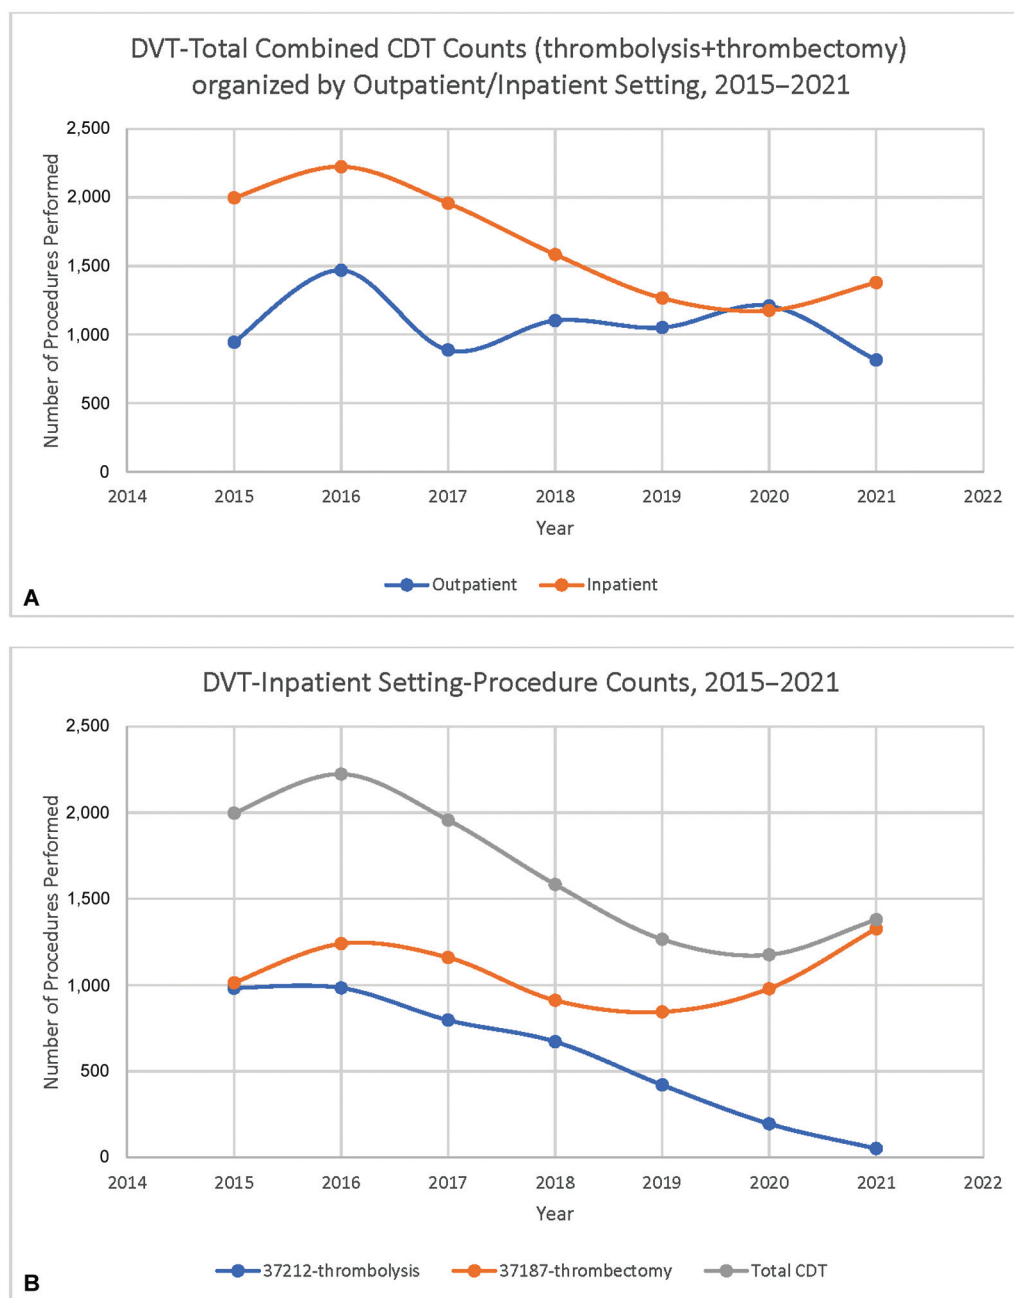 DVT-Total Combined CDT Counts (thrombolysis+thrombectomy)
organized by Outpatient/Inpatient Setting, 2015–2021
Number of Procedures Performed
2,500
2,000
1,500
1,000
500
0
2014 2015 2016 2017 2018 2019 2020 2021 2022
Year
Outpatient Inpatient
A
DVT-Inpatient Setting-Procedure Counts, 2015–2021
Number of Procedures Performed
2,500
2,000
1,500
1,000
500
0
2014 2015 2016 2017 2018 2019 2020 2021 2022
Year
37212-thrombolysis 37187-thrombectomy Total CDT
B